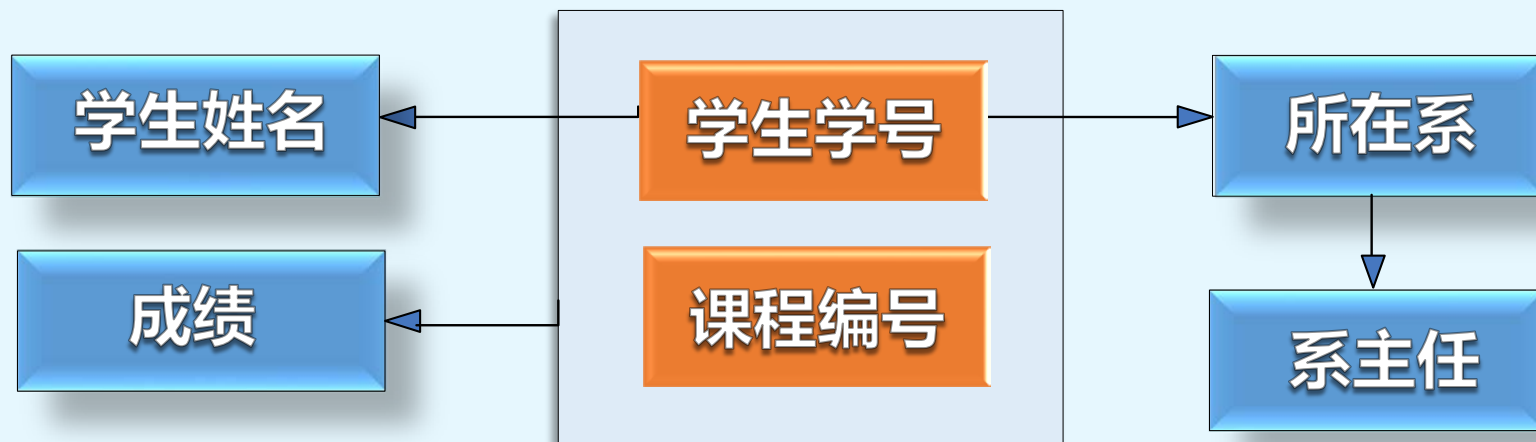 学生姓名
学生学号
所在系
成绩
课程编号
系主任